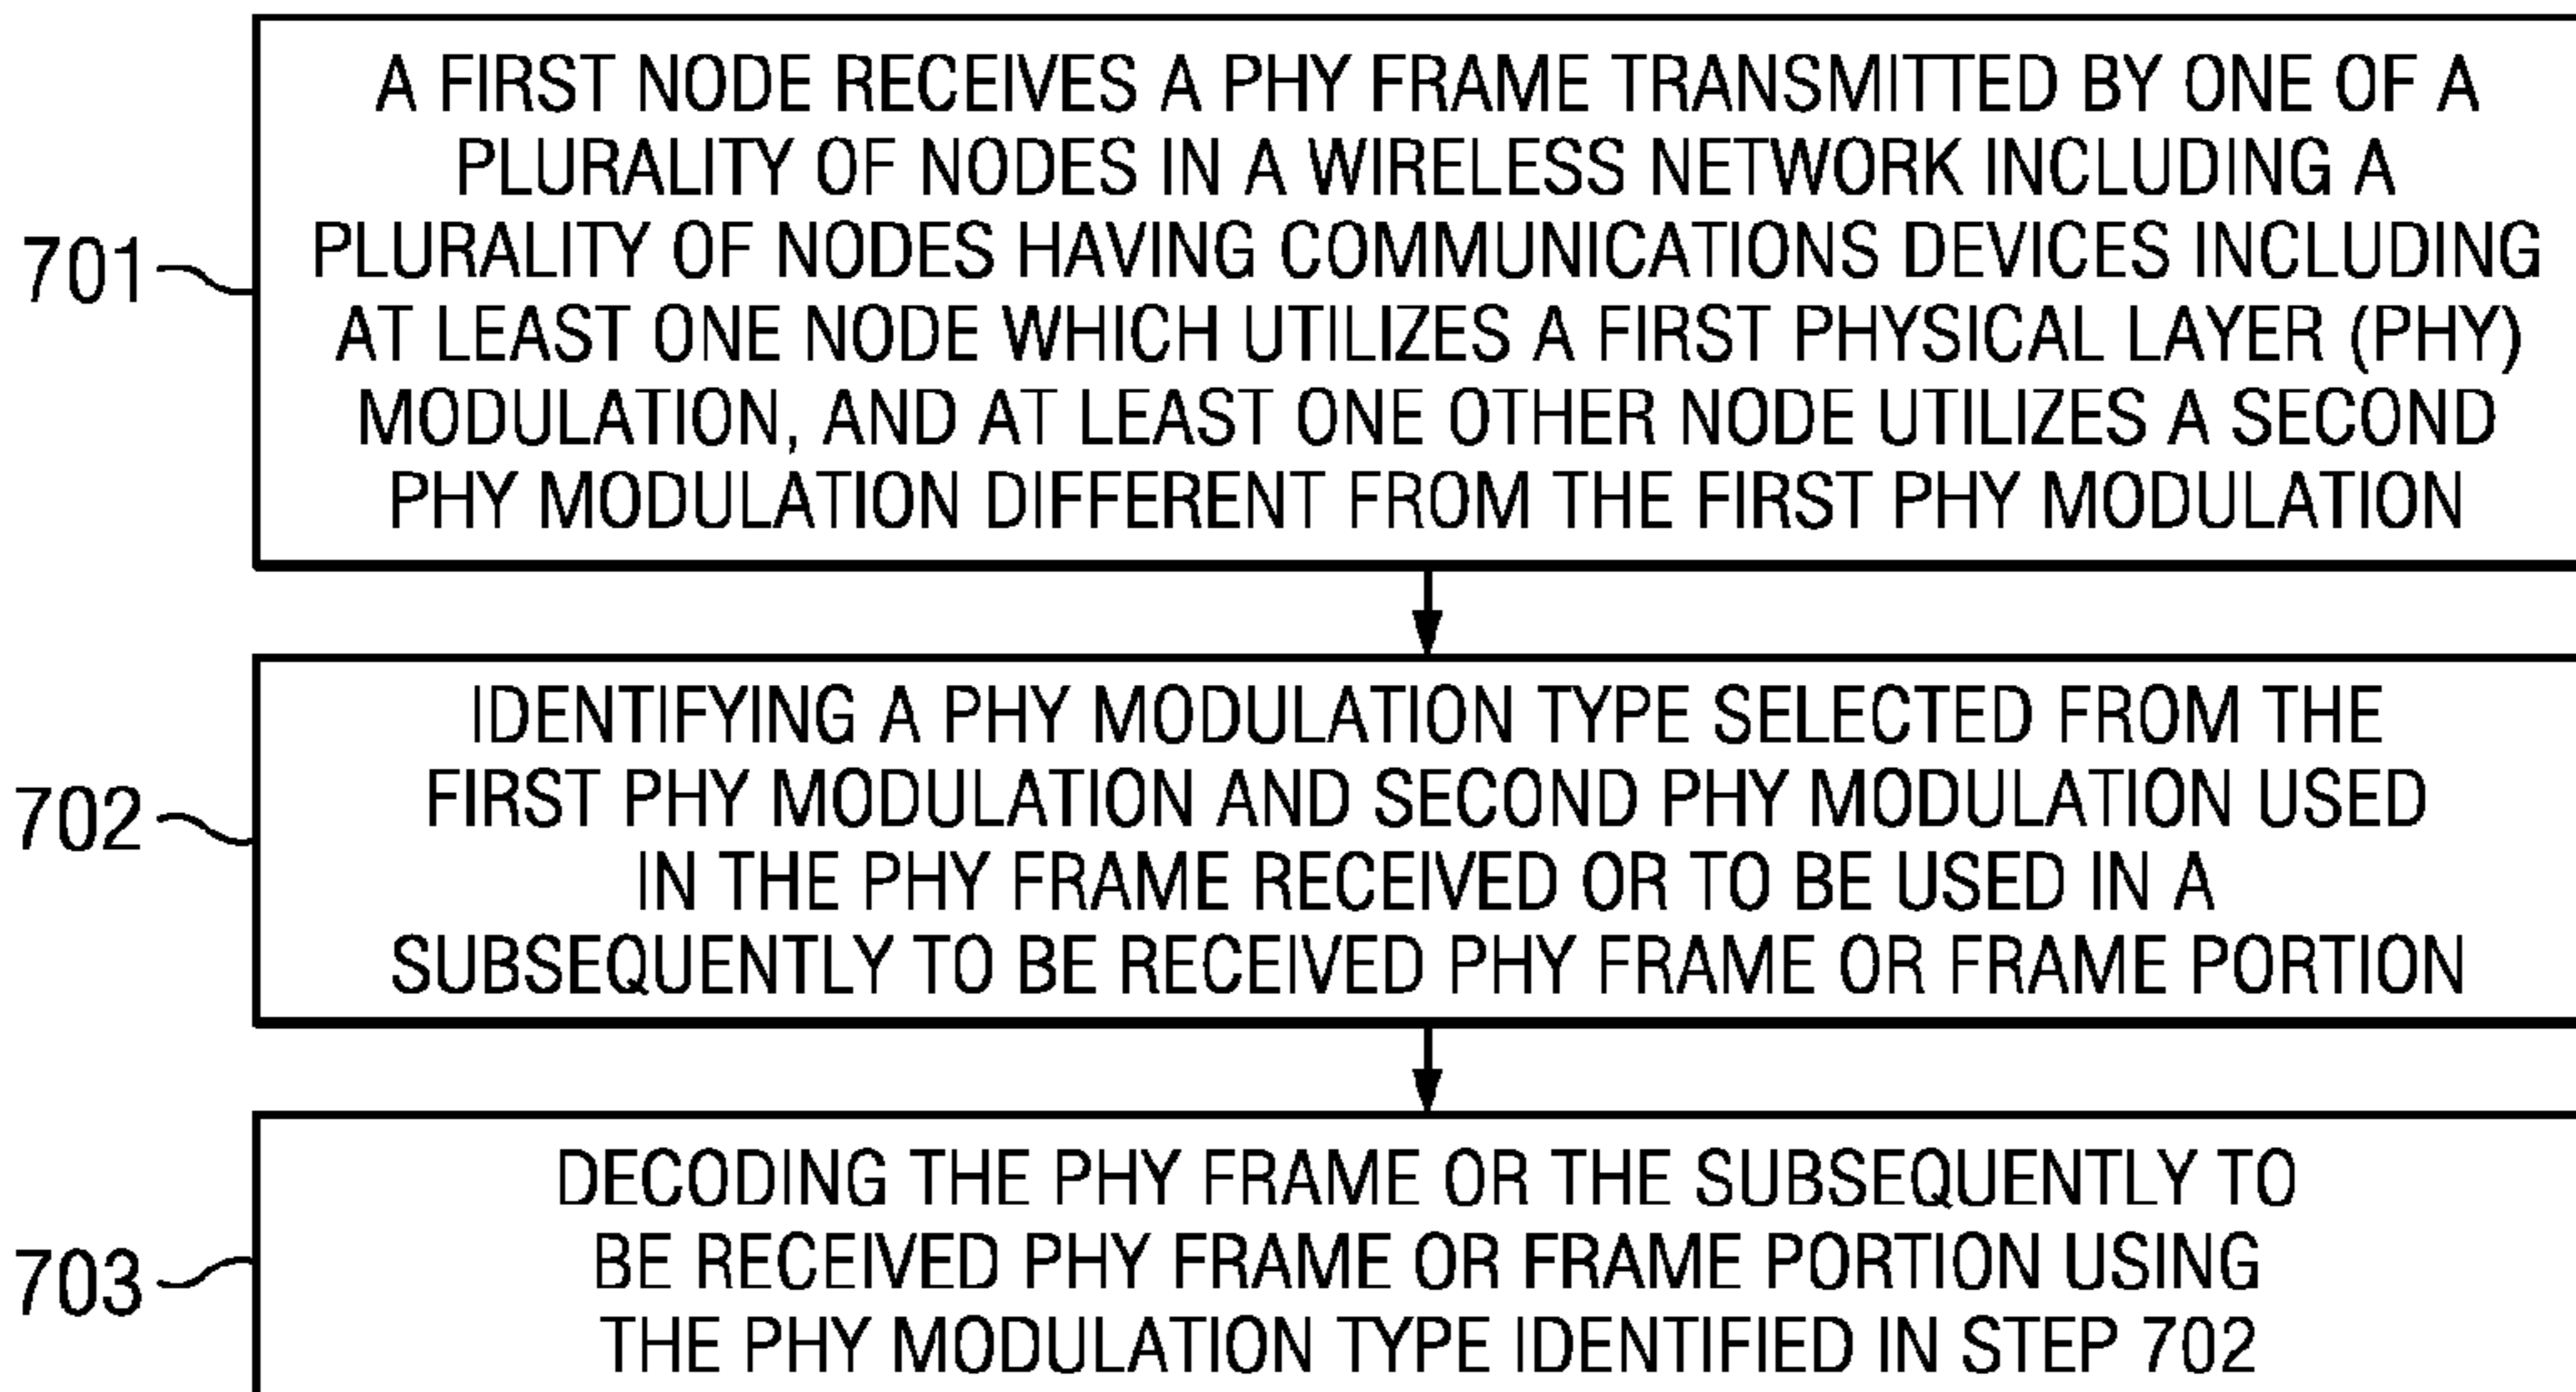 A FIRST NODE RECEIVES A PHY FRAME TRANSMITTED BY ONE OF A
PLURALITY OF NODES IN A WIRELESS NETWORK INCLUDING A
701 PLURALITY OF NODES HAVING COMMUNICATIONS DEVICES INCLUDING
AT LEAST ONE NODE WHICH UTILIZES A FIRST PHYSICAL LAYER (PHY)
MODULATION, AND AT LEAST ONE OTHER NODE UTILIZES A SECOND
PHY MODULATION DIFFERENT FROM THE FIRST PHY MODULATION
IDENTIFYING A PHY MODULATION TYPE SELECTED FROM THE
702 FIRST PHY MODULATION AND SECOND PHY MODULATION USED
IN THE PHY FRAME RECEIVED OR TO BE USED IN A
SUBSEQUENTLY TO BE RECEIVED PHY FRAME OR FRAME PORTION
DECODING THE PHY FRAME OR THE SUBSEQUENTLY TO
703 BE RECEIVED PHY FRAME OR FRAME PORTION USING
THE PHY MODULATION TYPE IDENTIFIED IN STEP 702